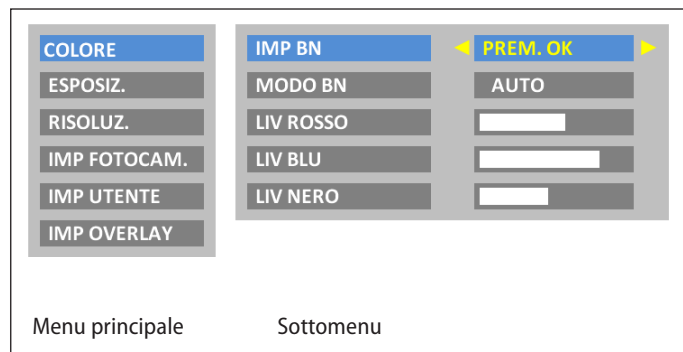 COLORE
ESPOSIZ.
RISOLUZ.
IMP FOTOCAM.
IMP UTENTE
IMP OVERLAY
IMP BN PREM. OK
MODO BN AUTO
LIV ROSSO
LIV BLU
LIV NERO
Menu principale
Sottomenu